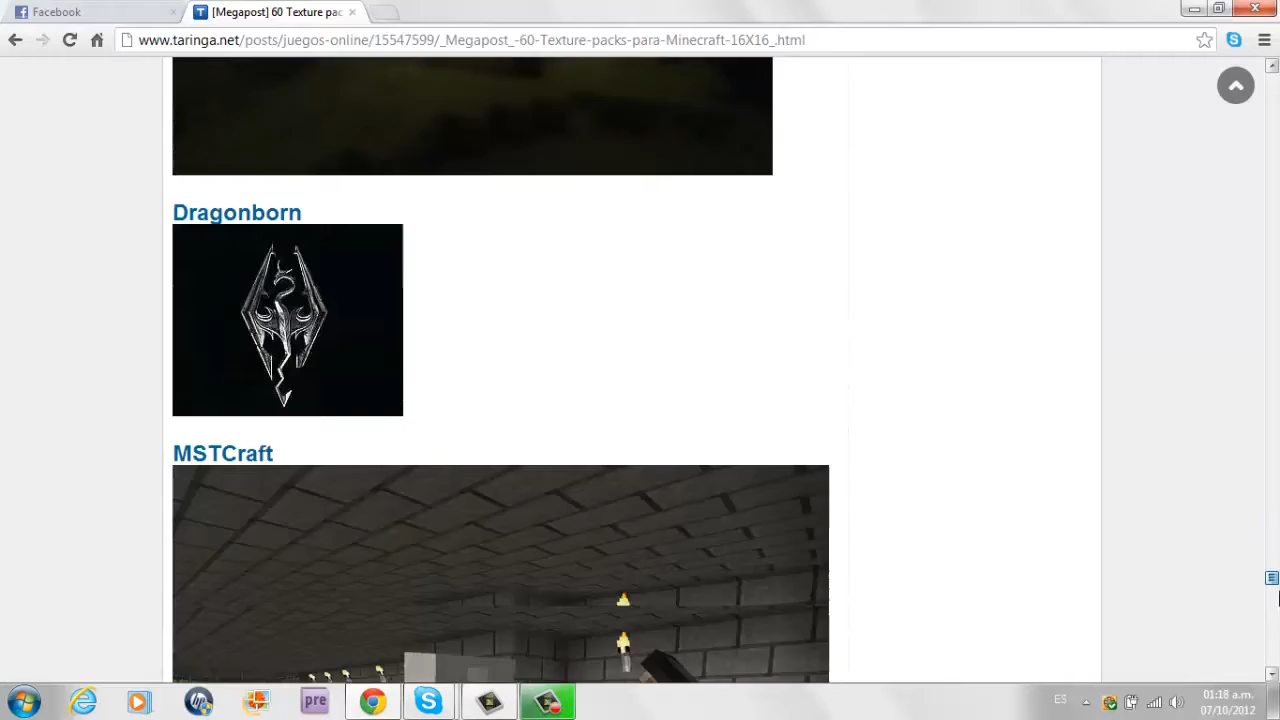 Facebook
[Megapost] 60 Texture pac
www.taringa.net/posts/juegos-online/15547599/_Megapost_-60-Texture-packs-para-Minecraft-16X16_.html
Dragonborn
MSTCraft
pre
ES
01:18 a.m.
07/10/2012